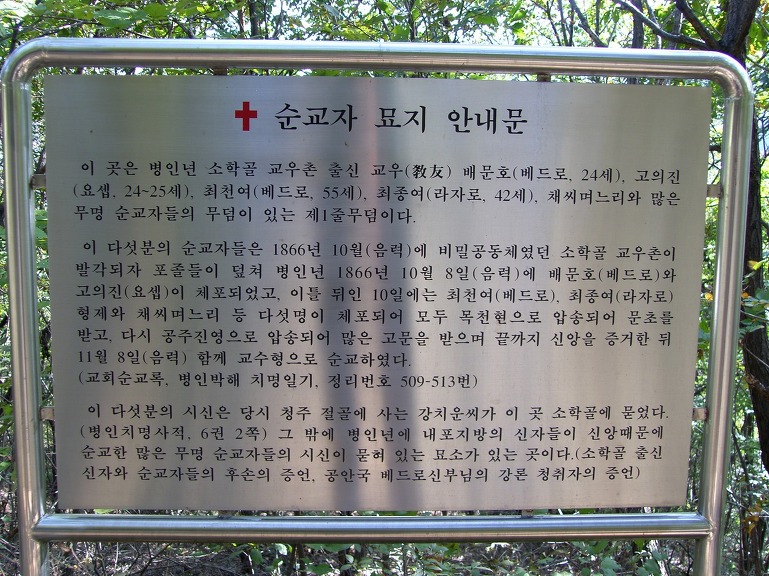 순교자 묘지 안내문
이 곳은 병인년 소학골 교우촌 출신 교우(敎友) 배문호(베드로, 24세), 고의진
(요셉, 24~25세), 최천여(베드로, 55세), 최종여(라자로, 42세), 채씨며느리와 많은
무명 순교자들의 무덤이 있는 제1줄무덤이다.
이 다섯분의 순교자들은 1866년 10월(음력)에 비밀공동체였던 소학골 교우촌이
발각되자 포졸들이 덮쳐 병인년 1866년 10월 8일(음력)에 배문호(베드로)와
고의진(요셉)이 체포되었고, 이틀 뒤인 10일에는 최천여(베드로), 최종여(라자로)
형제와 채씨며느리 등 다섯명이 체포되어 모두 목천현으로 압송되어 문초를
받고, 다시 공주진영으로 압송되어 많은 고문을 받으며 끝까지 신앙을 증거한 뒤
11월 8일(음력) 함께 교수형으로 순교하였다.
(교회순교록, 병인박해 치명일기, 정리번호 509-513번)
이 다섯분의 시신은 당시 청주 절골에 사는 강치운씨가 이 곳 소학골에 묻었다.
(병인치명사적, 6권 2쪽) 그 밖에 병인년에 내포지방의 신자들이 신앙때문에
순교한 많은 무명 순교자들의 시신이 묻혀 있는 묘소가 있는 곳이다.(소학골 출신
신자와 순교자들의 후손의 증언, 공안국 베드로신부님의 강론 청취자의 증언)